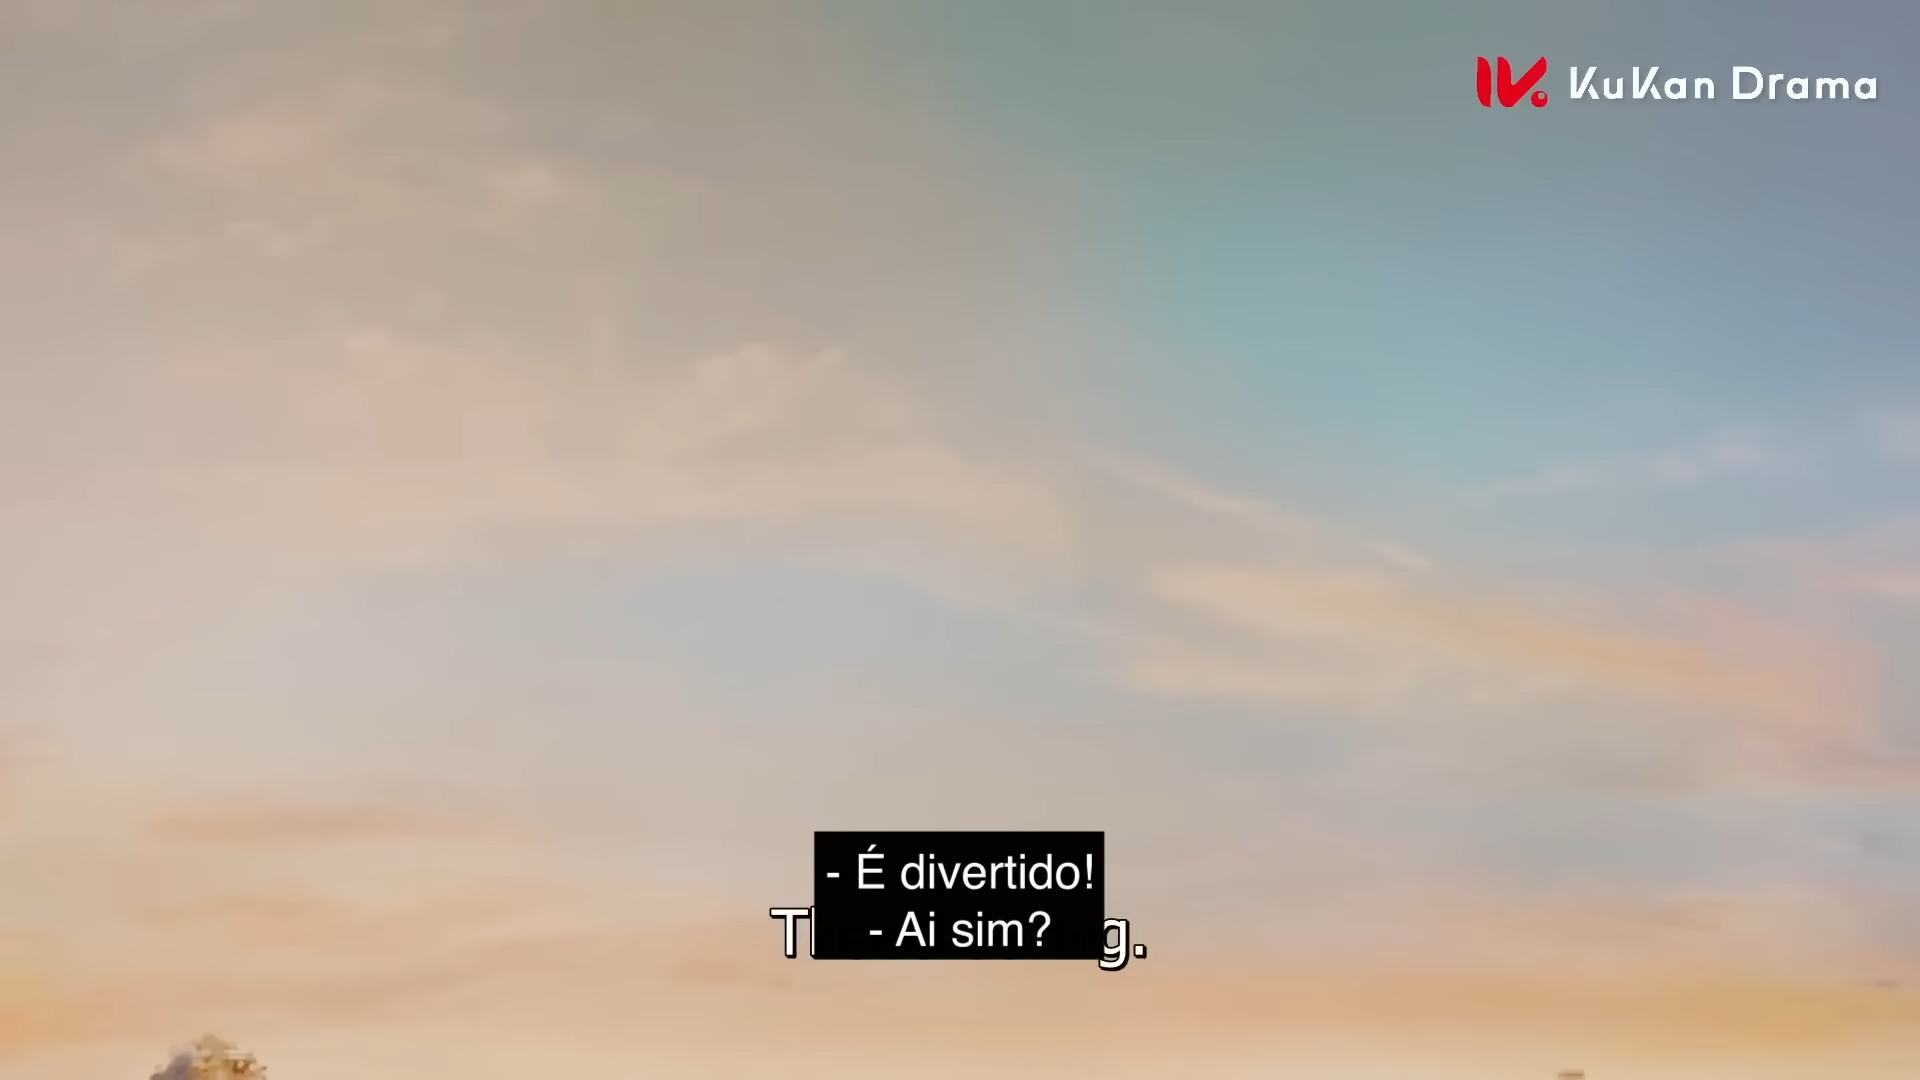 KuKan Drama
- É divertido!
- Ai sim?